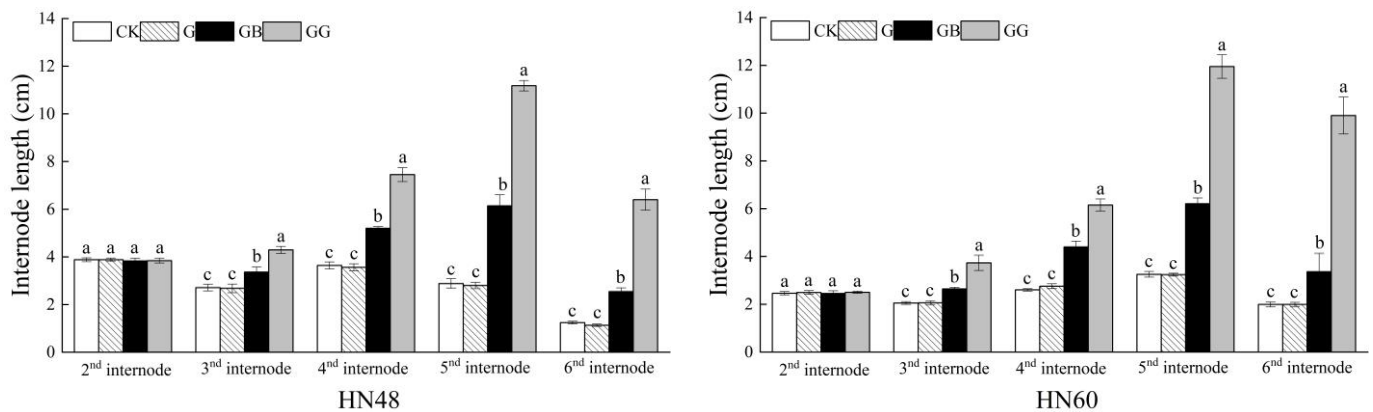 14
12
10
8
6
4
2
0
Internode length (cm)
CK G GB GG
a a a a
c c b a
c c b a
c c b a
c c b a
2nd internode 3nd internode 4nd internode 5nd internode 6nd internode
HN48
14
12
10
8
6
4
2
0
Internode length (cm)
CK G GB GG
a a a a
c c b a
c c b a
c c b a
c c b a
2nd internode 3nd internode 4nd internode 5nd internode 6nd internode
HN60